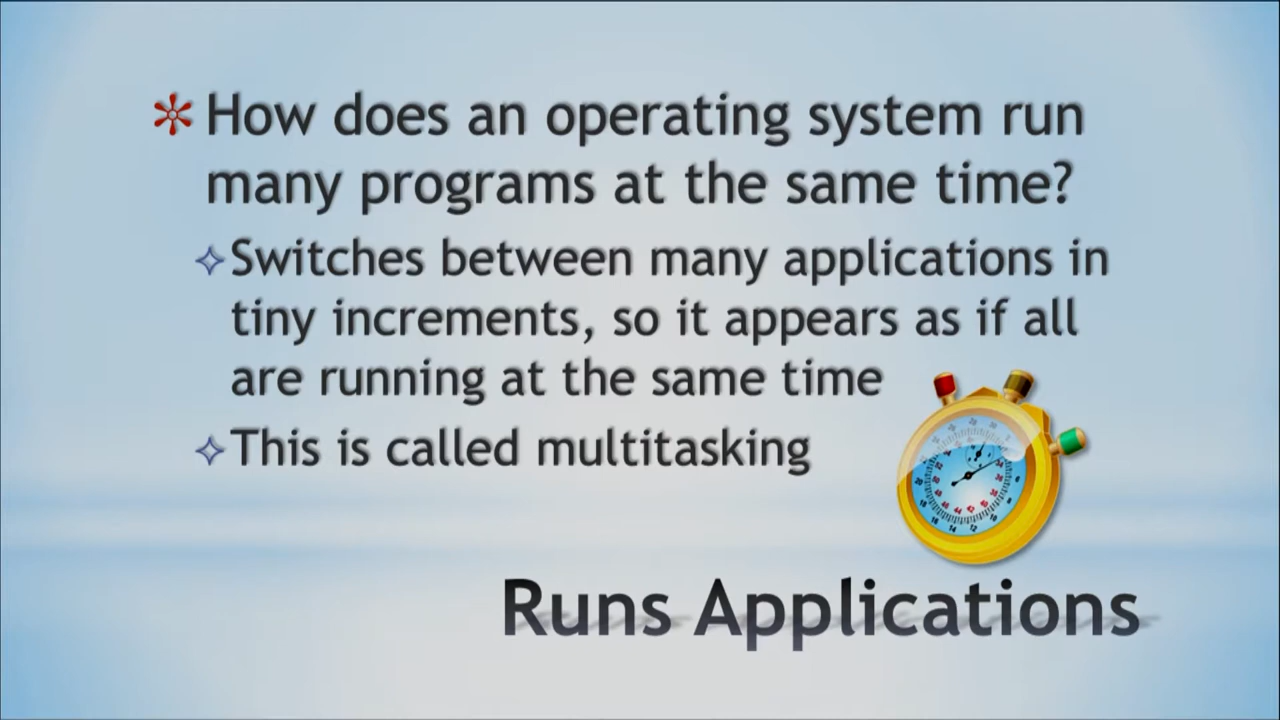 How does an operating system run
many programs at the same time?
Switches between many applications in
tiny increments, so it appears as if all
are running at the same time
This is called multitasking
Runs Applications